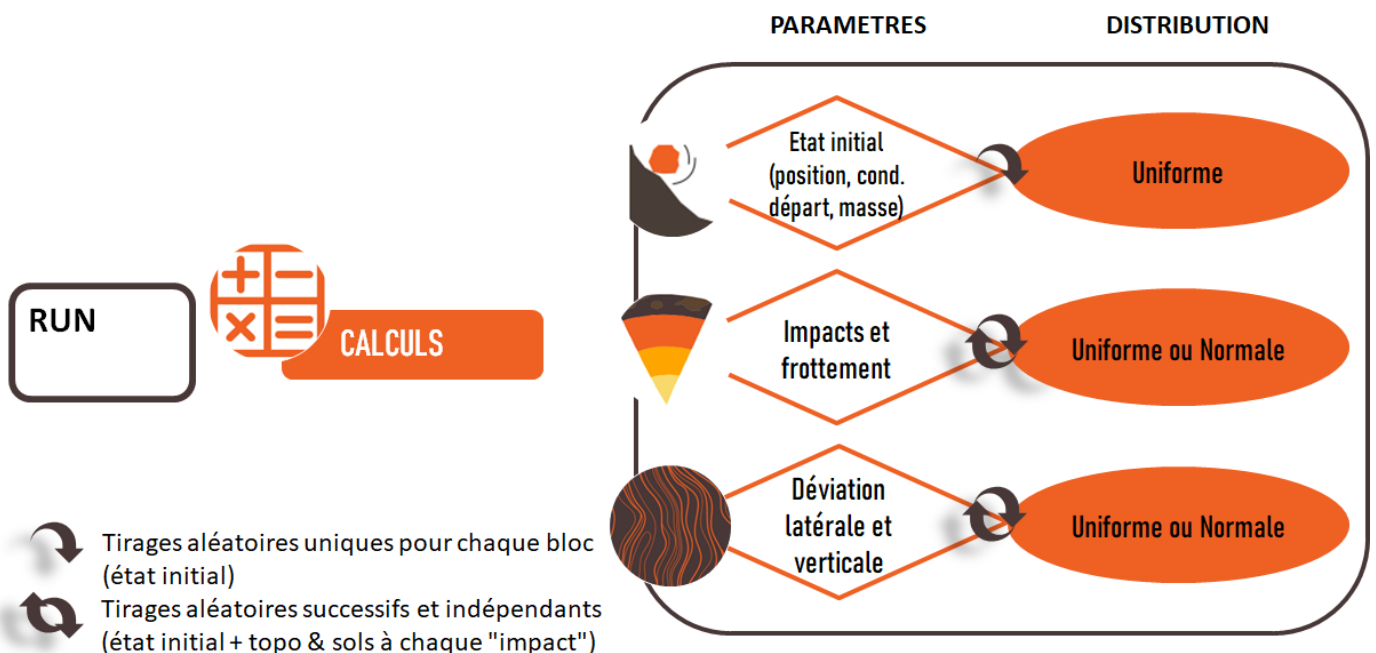 PARAMETRES
DISTRIBUTION
Etat initial
(position, cond.
départ, masse)
Uniforme
RUN
CALCULS
Impacts et
frottement
Uniforme ou Normale
Déviation
latérale et
verticale
Uniforme ou Normale
Tirages aléatoires uniques pour chaque bloc
(état initial)
Tirages aléatoires successifs et indépendants
(état initial + topo & sols à chaque "impact")